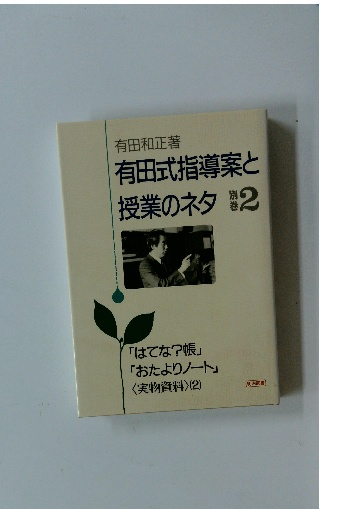 有田和正著
有田式指導案と
授業のネタ 別巻2
「はてな?帳」
「おたよりノート」
〈実物資料〉(2)